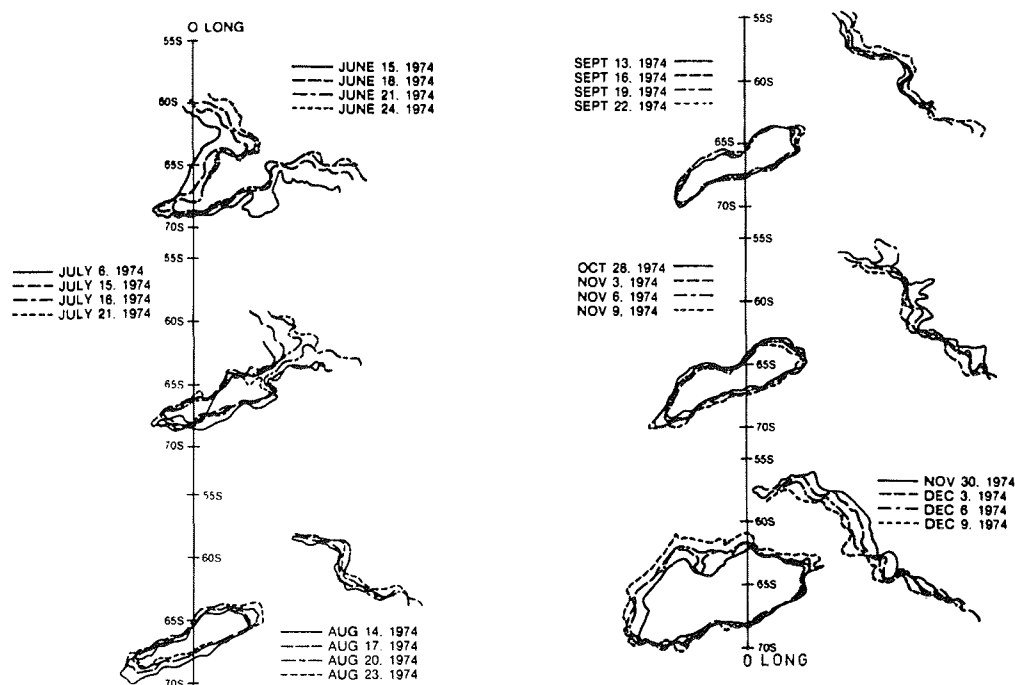 0 LONG
55S
JUNE 15. 1974
JUNE 18. 1974
JUNE 21. 1974
JUNE 24. 1974
60S
65S
70S
55S
JULY 6. 1974
JULY 15. 1974
JULY 16. 1974
JULY 21. 1974
60S
65S
70S
55S
60S
65S
70S
AUG 14. 1974
AUG 17. 1974
AUG 20. 1974
AUG 23. 1974
55S
SEPT 13. 1974
SEPT 16. 1974
SEPT 19. 1974
SEPT 22. 1974
60S
65S
70S
55S
OCT 28. 1974
NOV 3. 1974
NOV 6. 1974
NOV 9. 1974
60S
65S
70S
55S
NOV 30. 1974
DEC 3. 1974
DEC 6 1974
DEC 9. 1974
60S
65S
70S
0 LONG